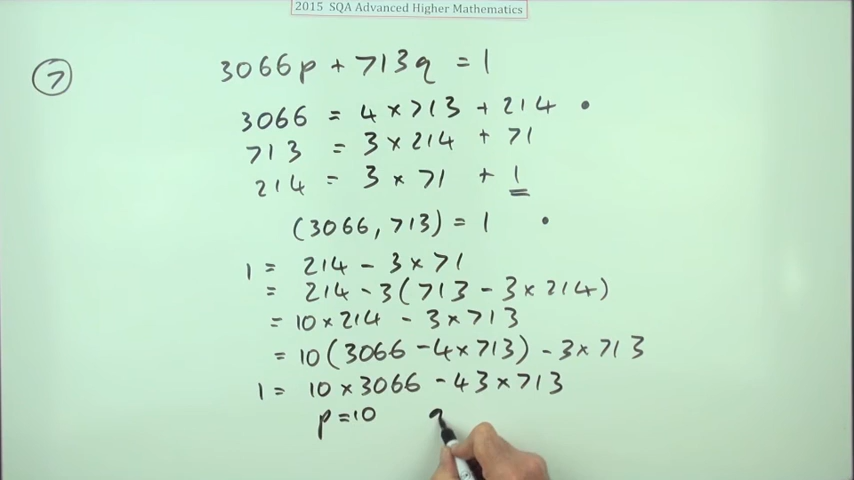 2015 SQA Advanced Higher Mathematics
7
3066p + 713q = 1
3066 = 4 × 713 + 214 •
713 = 3 × 214 + 71
214 = 3 × 71 + 1
(3066, 713) = 1 •
1 = 214 - 3 × 71
= 214 - 3(713 - 3 × 214)
= 10 × 214 - 3 × 713
= 10(3066 - 4 × 713) - 3 × 713
1 = 10 × 3066 - 43 × 713
p = 10